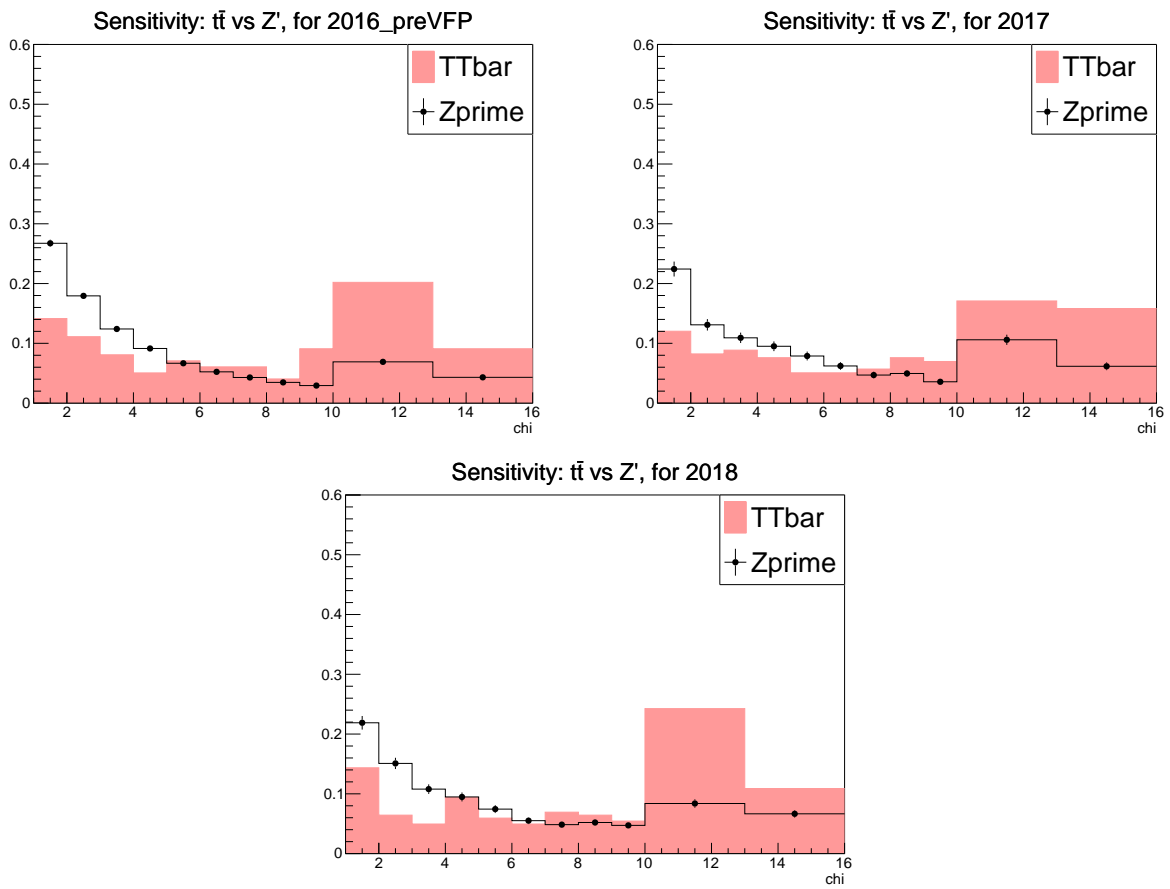 Sensitivity: tt̄ vs Z', for 2016_preVFP
0.6
0.5
0.4
0.3
0.2
0.1
0
TTbar
Zprime
2 4 6 8 10 12 14 16
chi
Sensitivity: tt̄ vs Z', for 2017
0.6
0.5
0.4
0.3
0.2
0.1
0
TTbar
Zprime
2 4 6 8 10 12 14 16
chi
Sensitivity: tt̄ vs Z', for 2018
0.6
0.5
0.4
0.3
0.2
0.1
0
TTbar
Zprime
2 4 6 8 10 12 14 16
chi